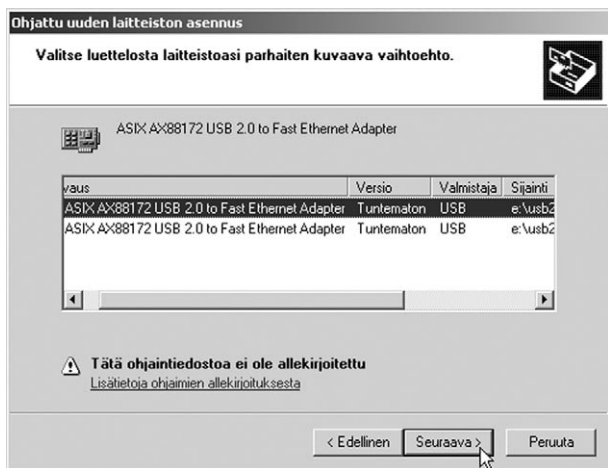 Ohjattu uuden laitteiston asennus
Valitse luettelosta laitteistoasi parhaiten kuvaava vaihtoehto.
ASIX AX88172 USB 2.0 to Fast Ethernet Adapter
vaus Versio Valmistaja Sijainti
ASIX AX88172 USB 2.0 to Fast Ethernet Adapter Tuntematon USB e:\usb2
ASIX AX88172 USB 2.0 to Fast Ethernet Adapter Tuntematon USB e:\usb2
Tätä ohjaintiedostoa ei ole allekirjoitettu
Lisätietoja ohjaimien allekirjoituksesta
< Edellinen Seuraava > Peruuta